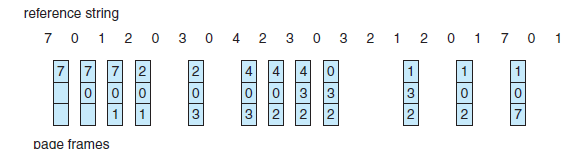 reference string
7 0 1 2 0 3 0 4 2 3 0 3 2 1 2 0 1 7 0 1
7 7 7 2 2 4 4 4 0 1 1 1
0 0 0 0 0 0 3 3 3 0 0
1 1 3 3 2 2 2 2 2 7
page frames